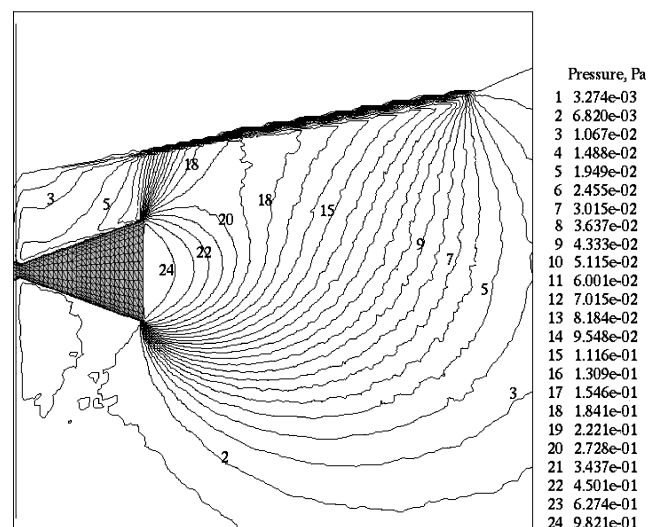 Pressure, Pa
1 3.274e-03
2 6.820e-03
3 1.067e-02
4 1.488e-02
5 1.949e-02
6 2.455e-02
7 3.015e-02
8 3.637e-02
9 4.333e-02
10 5.115e-02
11 6.001e-02
12 7.015e-02
13 8.184e-02
14 9.548e-02
15 1.116e-01
16 1.309e-01
17 1.546e-01
18 1.841e-01
19 2.221e-01
20 2.728e-01
21 3.437e-01
22 4.501e-01
23 6.274e-01
24 9.821e-01
18
3
5
20
18
15
24
22
9
7
5
3
2